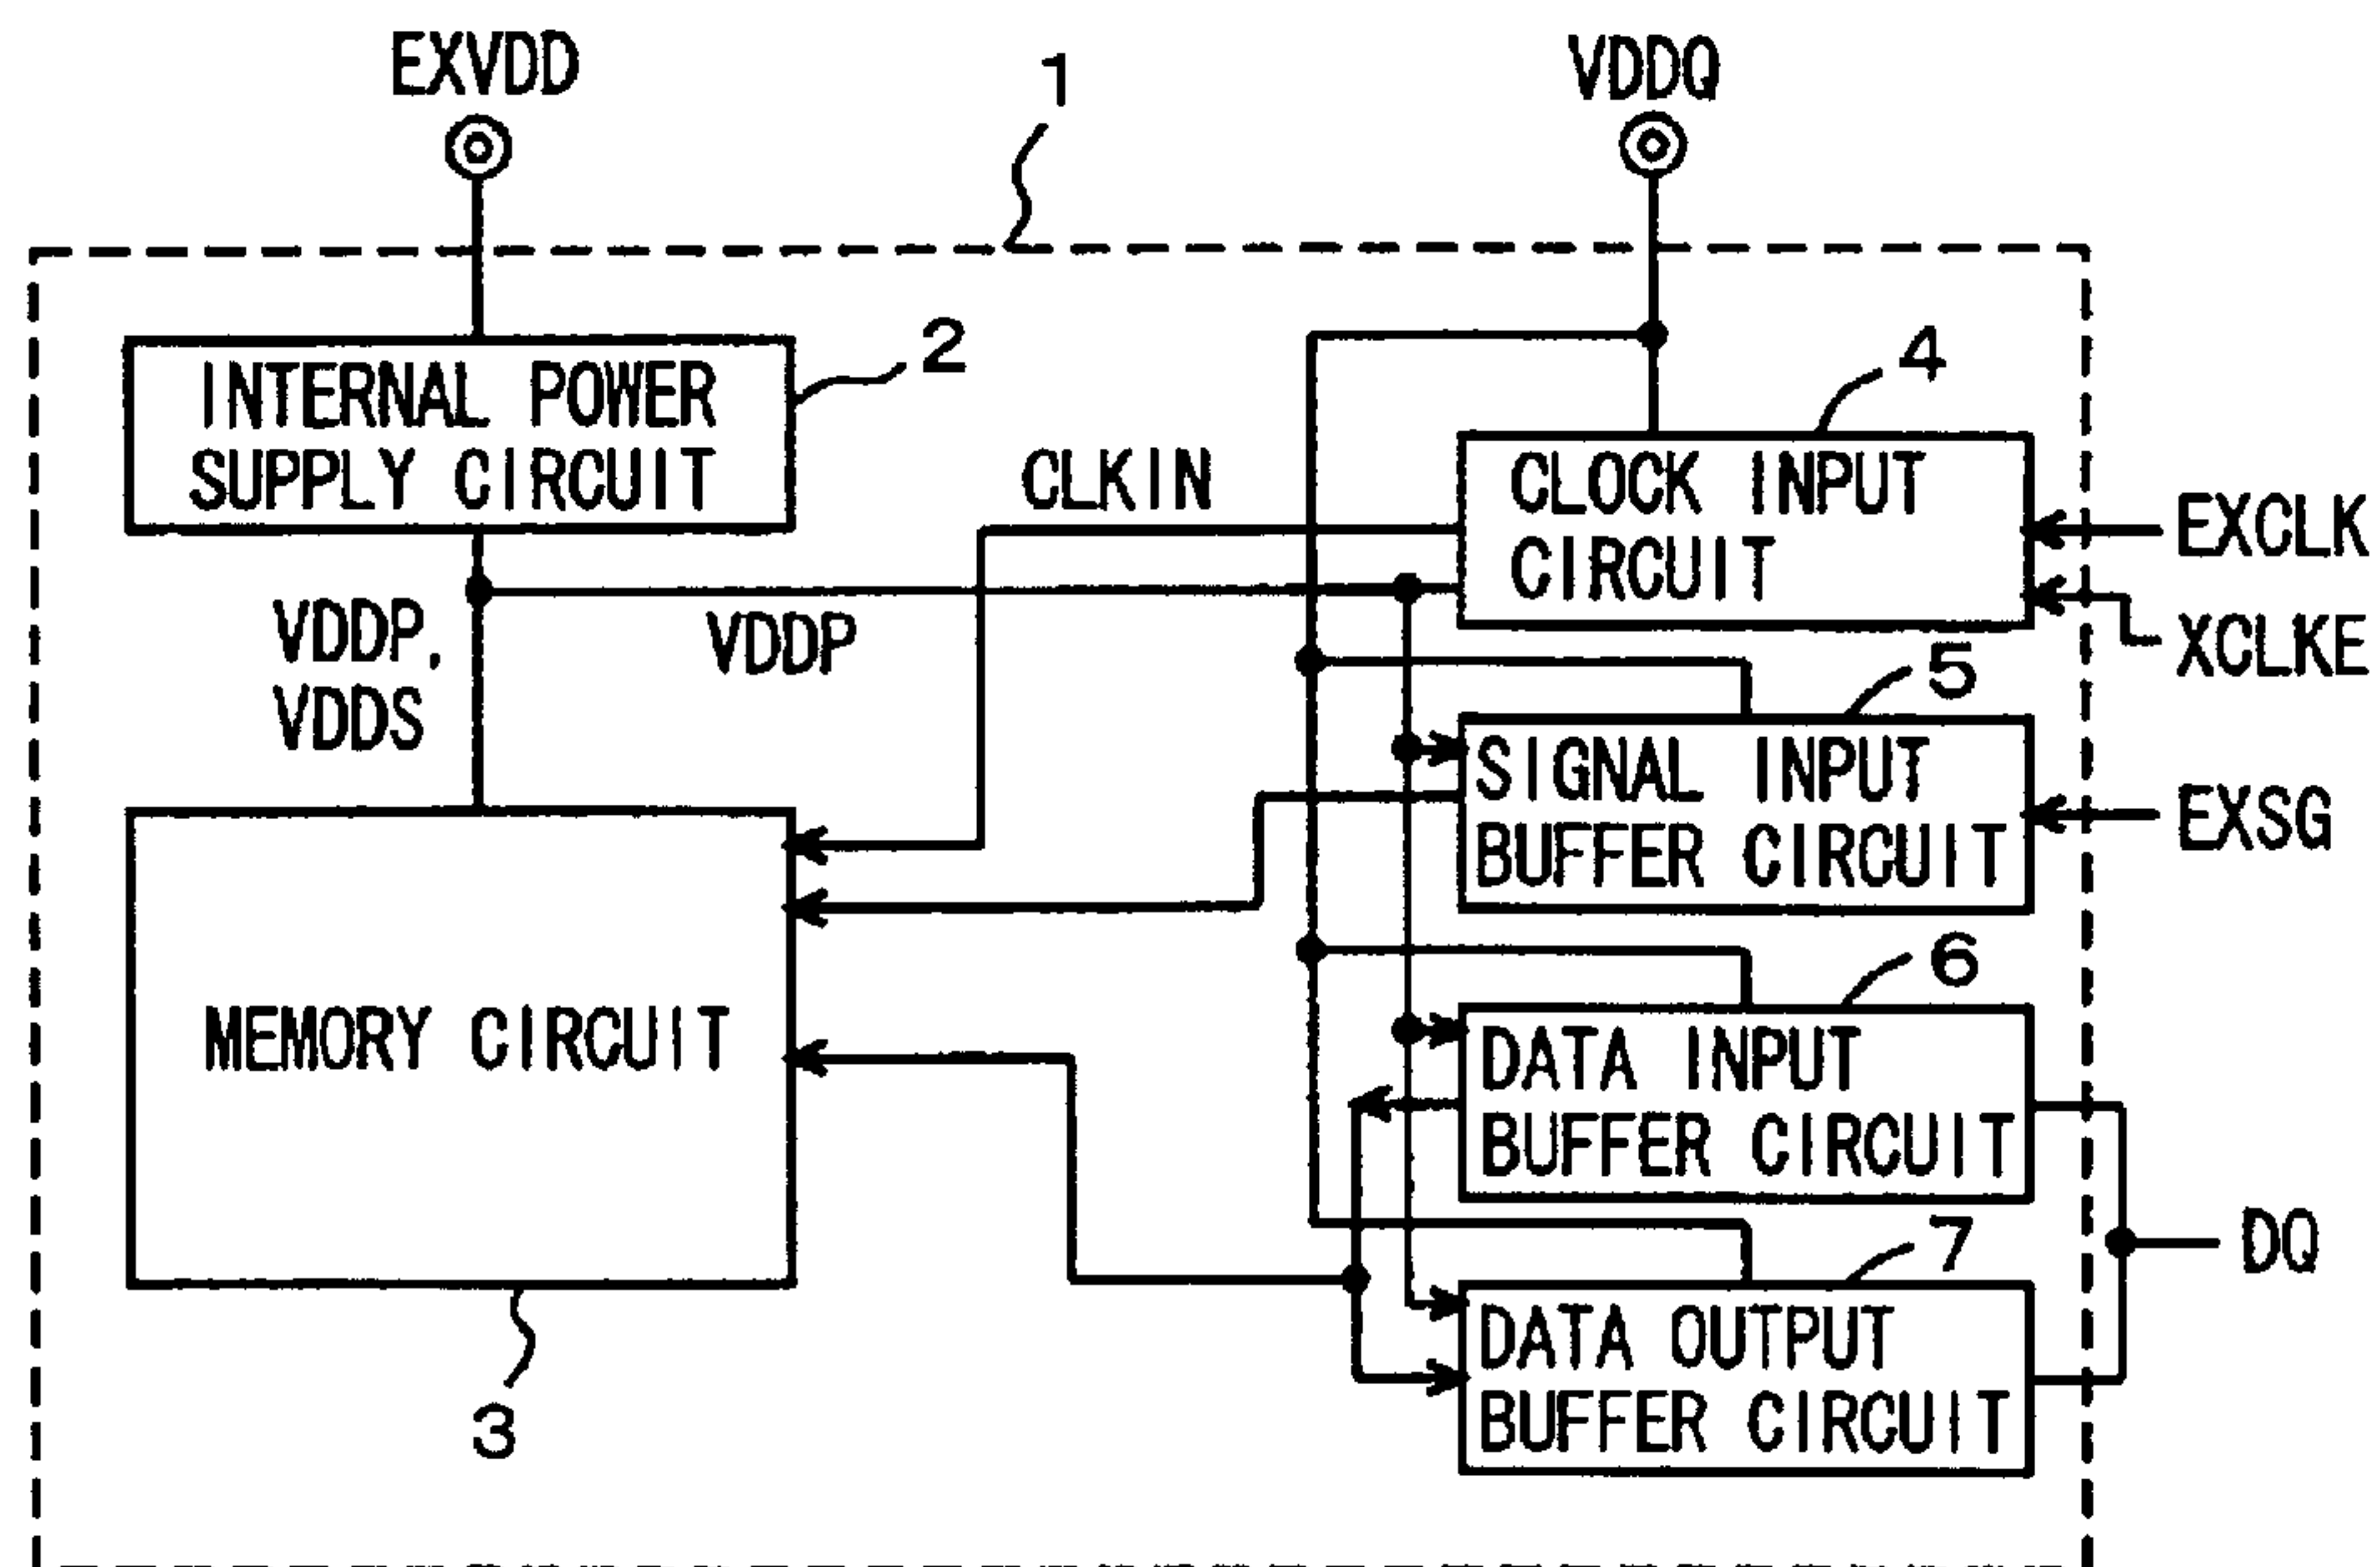 EXVDD
VDDQ
1
INTERNAL POWER
SUPPLY CIRCUIT
2
4
CLKIN
CLOCK INPUT
CIRCUIT
EXCLK
XCLKE
VDDP,
VDDS
VDDP
5
SIGNAL INPUT
BUFFER CIRCUIT
EXSG
6
MEMORY CIRCUIT
DATA INPUT
BUFFER CIRCUIT
7
DQ
DATA OUTPUT
BUFFER CIRCUIT
3